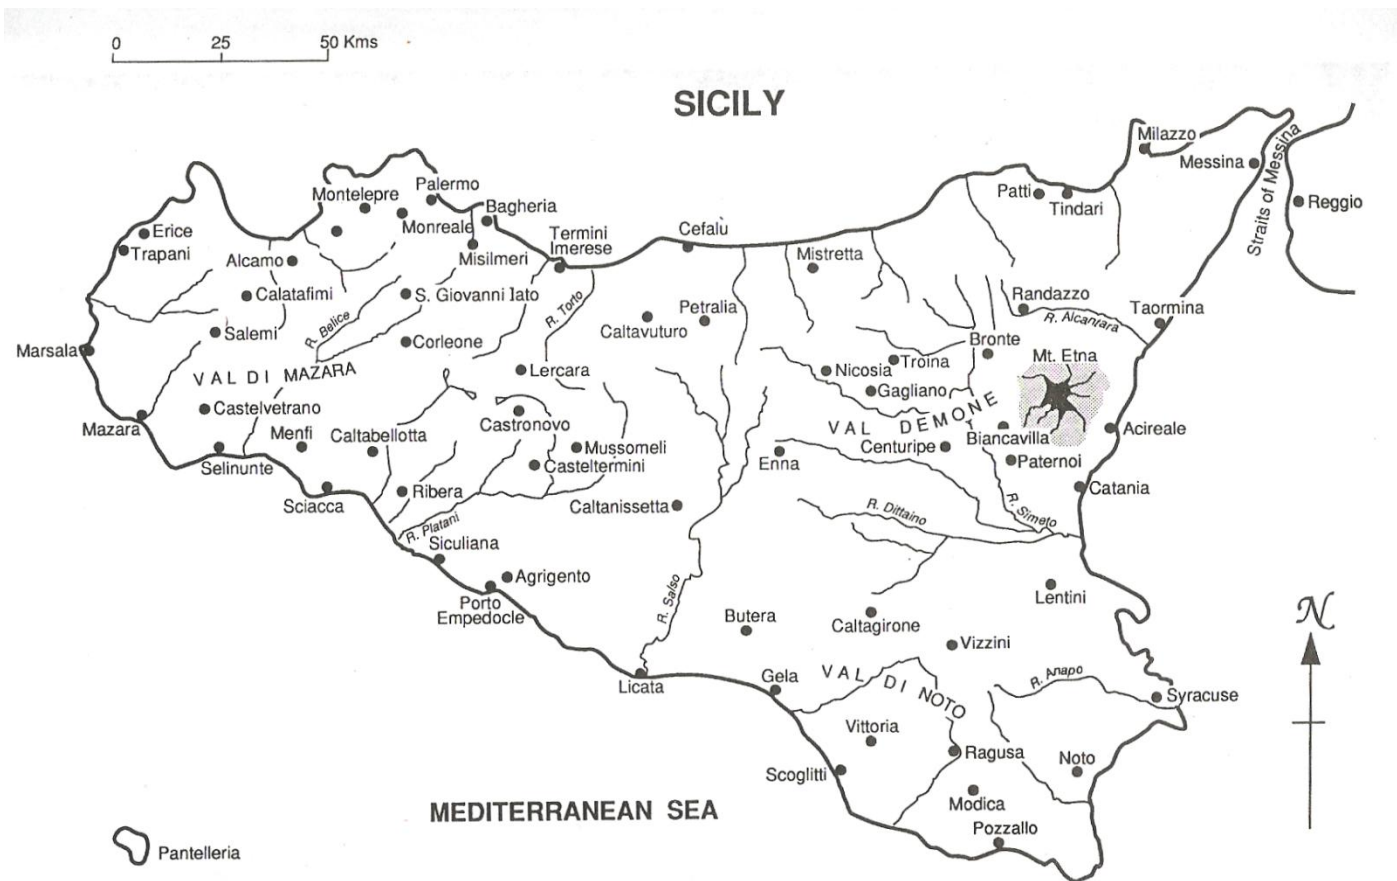 0 25 50 Kms
SICILY
Milazzo
Messina
Straits of Messina
Reggio
Montelepre
Palermo
Bagheria
Monreale
Misilmeri
Termini
Imerese
Cefalù
Patti
Tindari
Erice
Trapani
Alcamo
Mistretta
Calatafimi
S. Giovanni Iato
R. Torto
Petralia
Caltavuturo
Randazzo
R. Alcantara
Taormina
Salemi
R. Belice
Corleone
Bronte
Mt. Etna
Marsala
VAL DI MAZARA
Lercara
Nicosia
Troina
Gagliano
Castelvetrano
Mazara
Menfi
Caltabellotta
Castronovo
VAL DEMONE
Biancavilla
Acireale
Selinunte
Mussomeli
Casteltermini
Enna
Centuripe
Paternoi
Catania
Sciacca
Ribera
R. Platani
Caltanissetta
R. Dittaino
R. Simeto
Siculiana
Agrigento
Porto
Empedocle
R. Salso
Butera
Caltagirone
Lentini
N
Vizzini
Licata
Gela
VAL DI NOTO
R. Anapo
Syracuse
Vittoria
Ragusa
Noto
Scoglitti
Modica
Pozzallo
MEDITERRANEAN SEA
Pantelleria